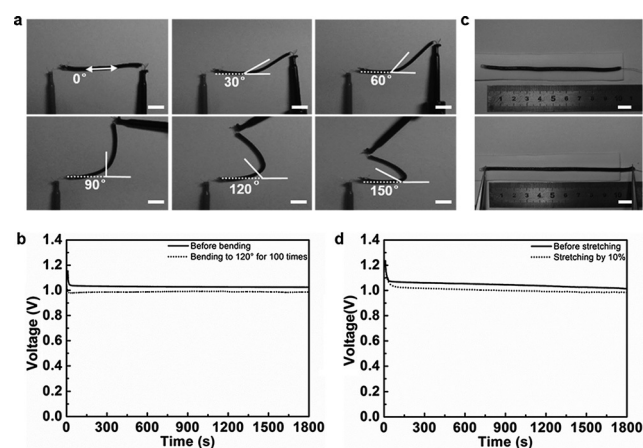 a
0°
30°
60°
90°
120°
150°
c
b
1.4
1.2
1.0
0.8
0.6
0.4
0.2
0.0
Voltage (V)
Before bending
Bending to 120° for 100 times
0 300 600 900 1200 1500 1800
Time (s)
d
1.4
1.2
1.0
0.8
0.6
0.4
0.2
0.0
Voltage(V)
Before stretching
Stretching by 10%
0 300 600 900 1200 1500 1800
Time (s)